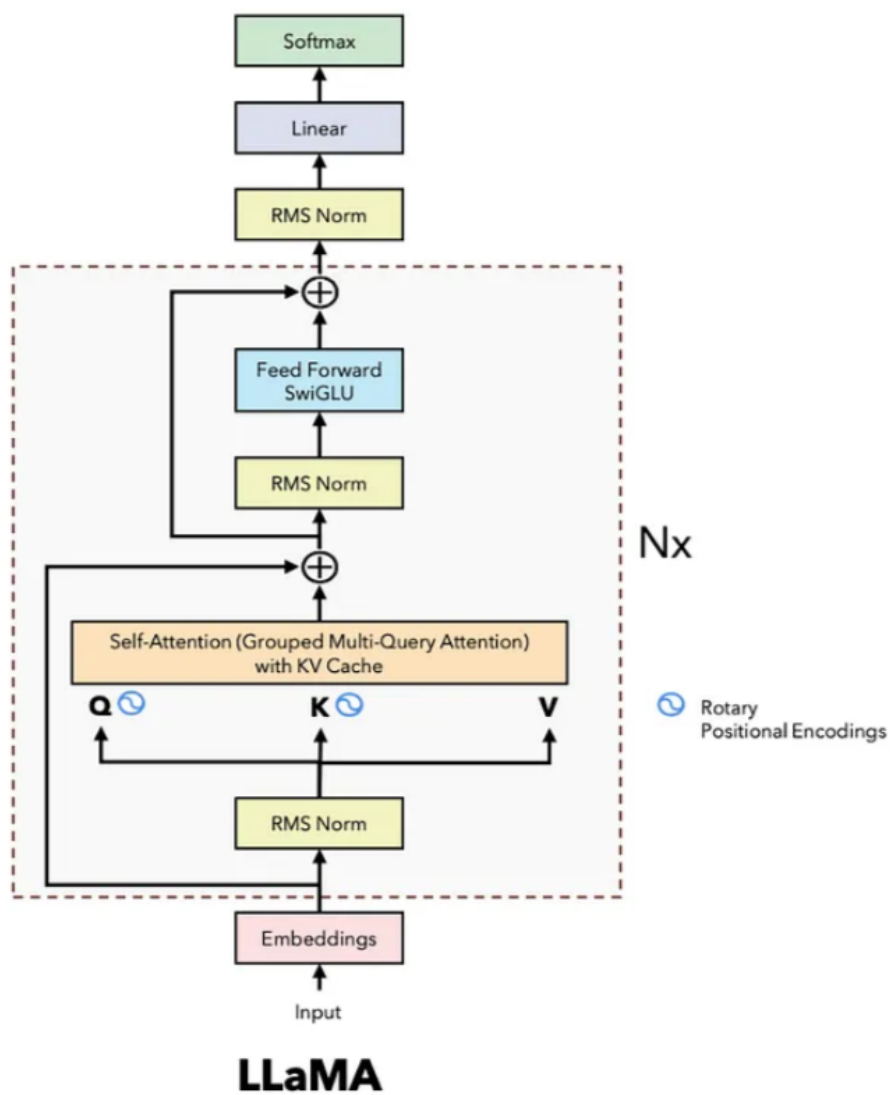 Softmax
Linear
RMS Norm
Feed Forward
SwiGLU
RMS Norm
Nx
Self-Attention (Grouped Multi-Query Attention)
with KV Cache
Q K V
Rotary
Positional Encodings
RMS Norm
Embeddings
Input
LLaMA